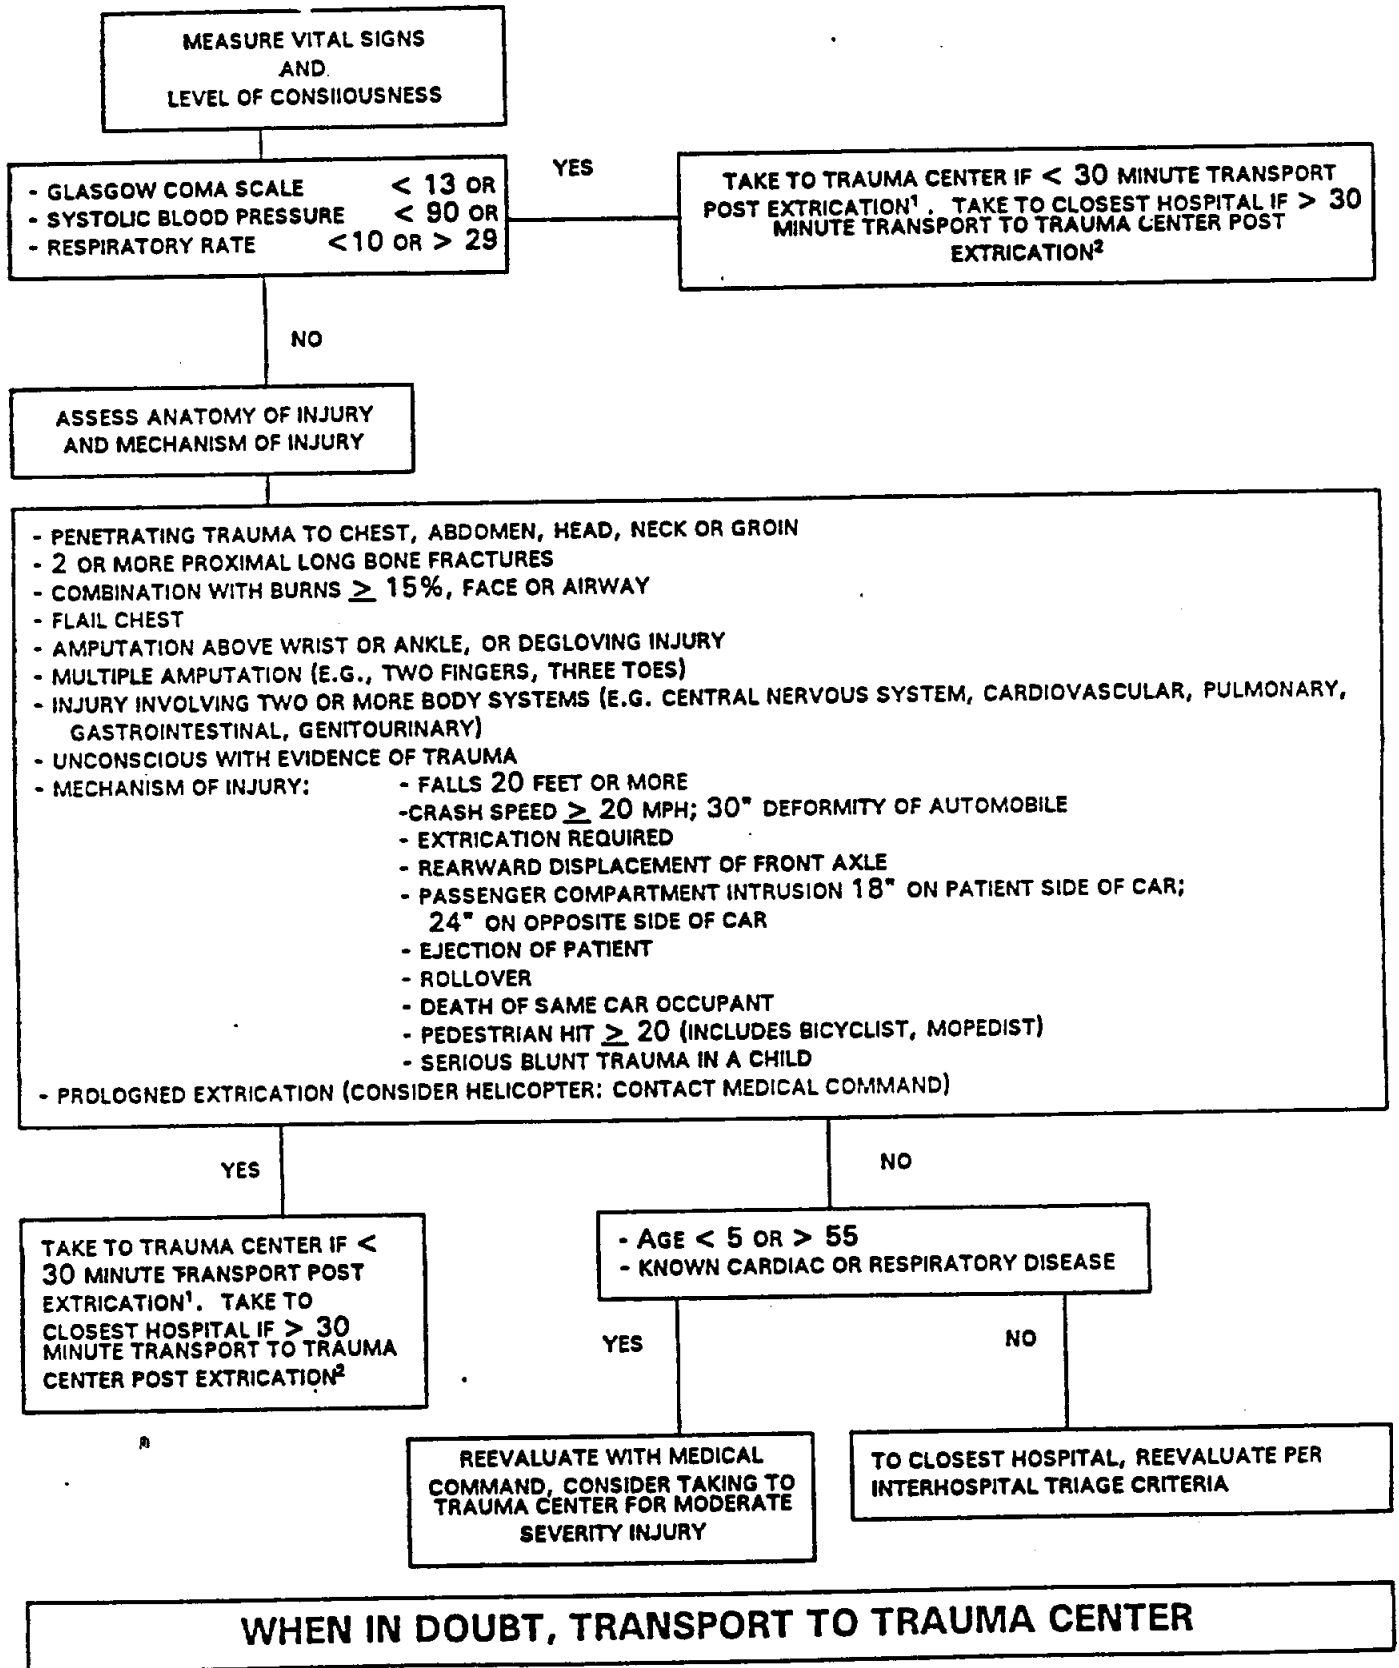 MEASURE VITAL SIGNS
AND
LEVEL OF CONSIIOUSNESS
- GLASGOW COMA SCALE < 13 OR
- SYSTOLIC BLOOD PRESSURE < 90 OR
- RESPIRATORY RATE <10 OR > 29
YES
TAKE TO TRAUMA CENTER IF < 30 MINUTE TRANSPORT
POST EXTRICATION¹. TAKE TO CLOSEST HOSPITAL IF > 30
MINUTE TRANSPORT TO TRAUMA CENTER POST
EXTRICATION²
NO
ASSESS ANATOMY OF INJURY
AND MECHANISM OF INJURY
- PENETRATING TRAUMA TO CHEST, ABDOMEN, HEAD, NECK OR GROIN
- 2 OR MORE PROXIMAL LONG BONE FRACTURES
- COMBINATION WITH BURNS ≥ 15%, FACE OR AIRWAY
- FLAIL CHEST
- AMPUTATION ABOVE WRIST OR ANKLE, OR DEGLOVING INJURY
- MULTIPLE AMPUTATION (E.G., TWO FINGERS, THREE TOES)
- INJURY INVOLVING TWO OR MORE BODY SYSTEMS (E.G. CENTRAL NERVOUS SYSTEM, CARDIOVASCULAR, PULMONARY,
GASTROINTESTINAL, GENITOURINARY)
- UNCONSCIOUS WITH EVIDENCE OF TRAUMA
- MECHANISM OF INJURY: - FALLS 20 FEET OR MORE
-CRASH SPEED ≥ 20 MPH; 30" DEFORMITY OF AUTOMOBILE
- EXTRICATION REQUIRED
- REARWARD DISPLACEMENT OF FRONT AXLE
- PASSENGER COMPARTMENT INTRUSION 18" ON PATIENT SIDE OF CAR;
24" ON OPPOSITE SIDE OF CAR
- EJECTION OF PATIENT
- ROLLOVER
- DEATH OF SAME CAR OCCUPANT
- PEDESTRIAN HIT ≥ 20 (INCLUDES BICYCLIST, MOPEDIST)
- SERIOUS BLUNT TRAUMA IN A CHILD
- PROLOGNED EXTRICATION (CONSIDER HELICOPTER: CONTACT MEDICAL COMMAND)
YES
NO
TAKE TO TRAUMA CENTER IF <
30 MINUTE TRANSPORT POST
EXTRICATION¹. TAKE TO
CLOSEST HOSPITAL IF > 30
MINUTE TRANSPORT TO TRAUMA
CENTER POST EXTRICATION²
- AGE < 5 OR > 55
- KNOWN CARDIAC OR RESPIRATORY DISEASE
YES
NO
REEVALUATE WITH MEDICAL
COMMAND, CONSIDER TAKING TO
TRAUMA CENTER FOR MODERATE
SEVERITY INJURY
TO CLOSEST HOSPITAL, REEVALUATE PER
INTERHOSPITAL TRIAGE CRITERIA
WHEN IN DOUBT, TRANSPORT TO TRAUMA CENTER